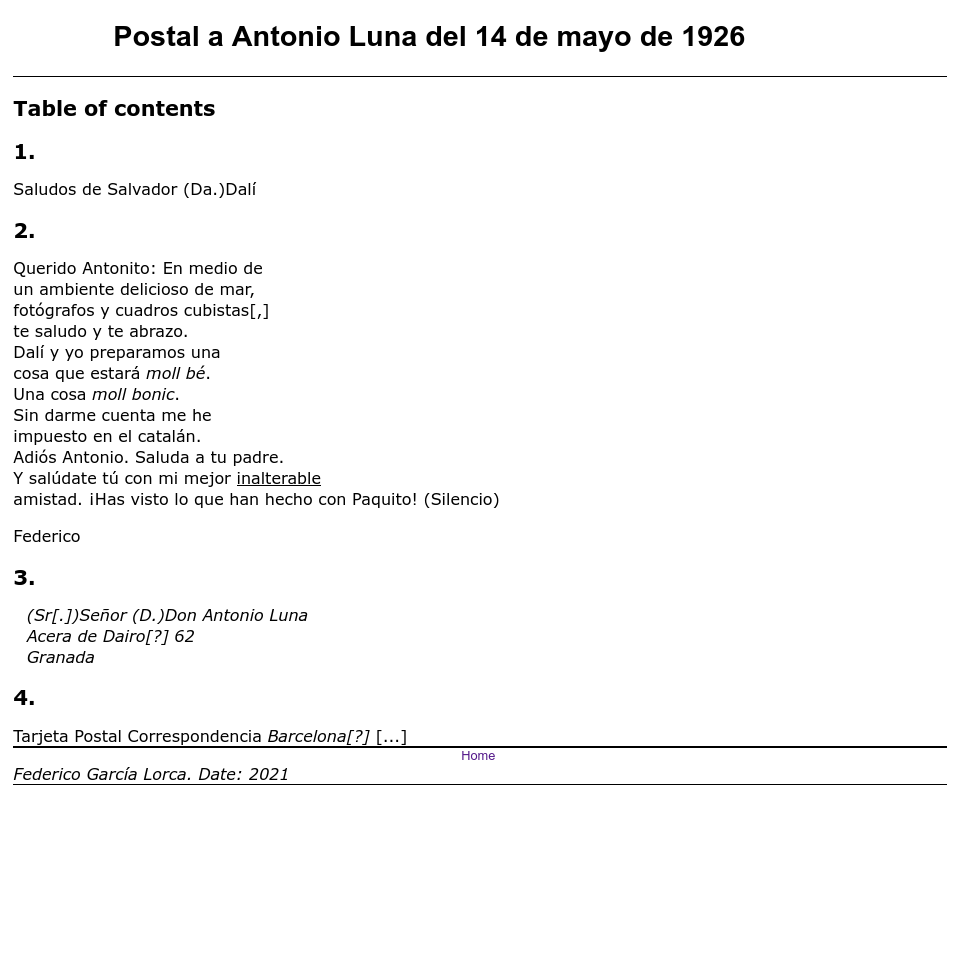 Postal a Antonio Luna del 14 de mayo de 1926
Table of contents
1.
Saludos de Salvador (Da.)Dalí
2.
Querido Antonito: En medio de
un ambiente delicioso de mar,
fotógrafos y cuadros cubistas[,]
te saludo y te abrazo.
Dalí y yo preparamos una
cosa que estará moll bé.
Una cosa moll bonic.
Sin darme cuenta me he
impuesto en el catalán.
Adiós Antonio. Saluda a tu padre.
Y salúdate tú con mi mejor inalterable
amistad. ¡Has visto lo que han hecho con Paquito! (Silencio)
Federico
3.
(Sr[.])Señor (D.)Don Antonio Luna
Acera de Dairo[?] 62
Granada
4.
Tarjeta Postal Correspondencia Barcelona[?] [...]
Home
Federico García Lorca. Date: 2021